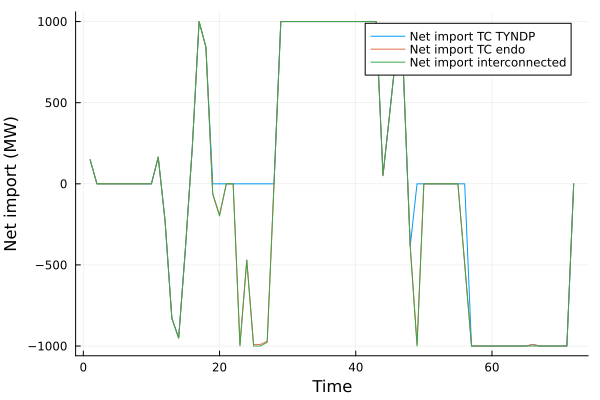 Net import TC TYNDP
Net import TC endo
Net import interconnected
1000
500
0
−500
−1000
Net import (MW)
0
20
40
60
Time